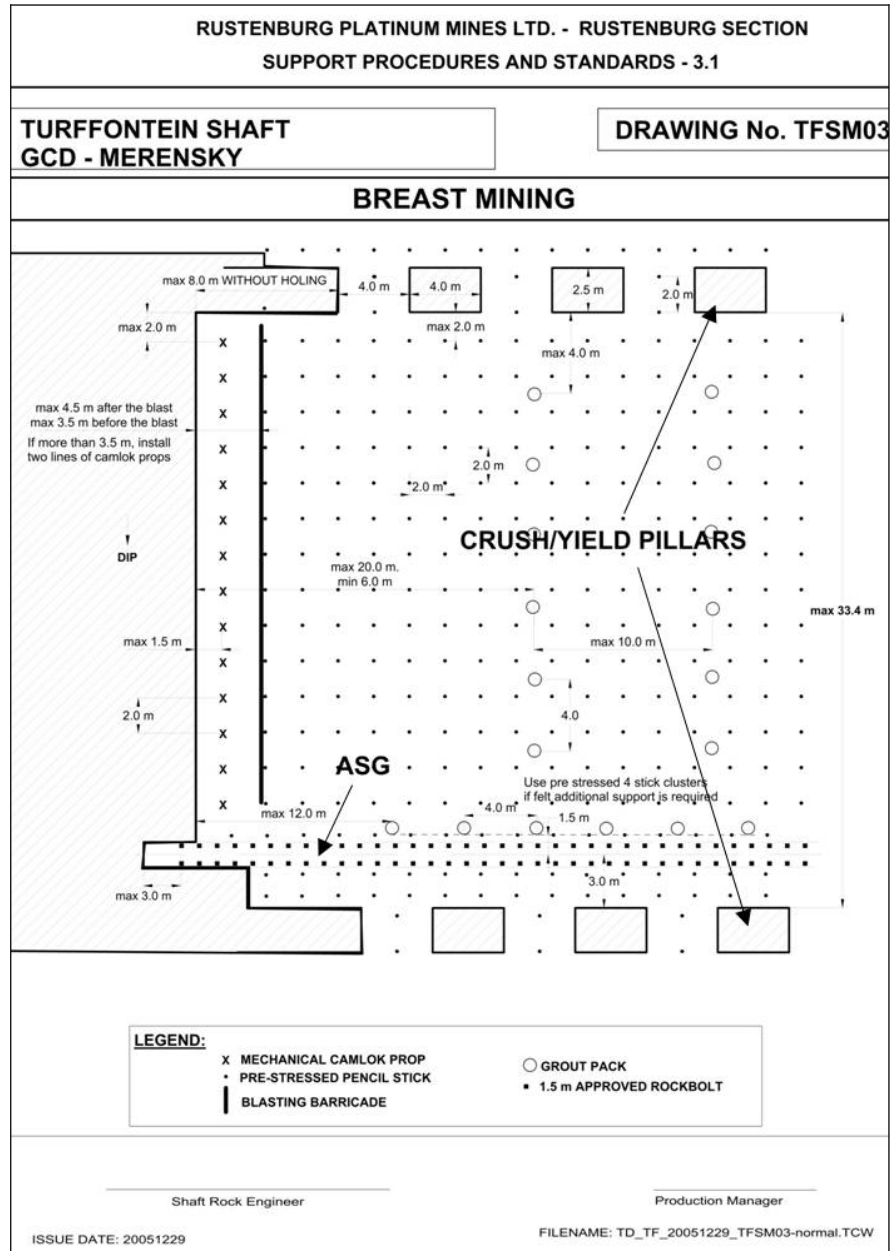 RUSTENBURG PLATINUM MINES LTD. - RUSTENBURG SECTION
SUPPORT PROCEDURES AND STANDARDS - 3.1
TURFFONTEIN SHAFT
GCD - MERENSKY
DRAWING No. TFSM03
BREAST MINING
max 8.0 m WITHOUT HOLING
4.0 m
4.0 m
2.5 m
2.0 m
max 2.0 m
max 2.0 m
max 4.0 m
max 4.5 m after the blast
max 3.5 m before the blast
If more than 3.5 m, install
two lines of camlok props
2.0 m
2.0 m
CRUSH/YIELD PILLARS
DIP
max 20.0 m.
min 6.0 m
max 33.4 m
max 1.5 m
max 10.0 m
2.0 m
4.0
ASG
Use pre stressed 4 stick clusters
if felt additional support is required
max 12.0 m
4.0 m
1.5 m
3.0 m
max 3.0 m
LEGEND:
X MECHANICAL CAMLOK PROP
PRE-STRESSED PENCIL STICK
BLASTING BARRICADE
GROUT PACK
1.5 m APPROVED ROCKBOLT
Shaft Rock Engineer
Production Manager
ISSUE DATE: 20051229
FILENAME: TD_TF_20051229_TFSM03-normal.TCW